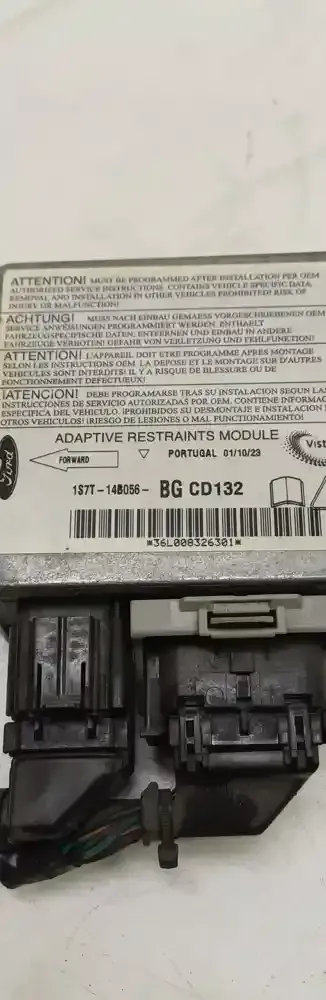 ATTENTION! MUST BE PROGRAMMED AFTER INSTALLATION PER OEM
AUTHORIZED SERVICE INSTRUCTIONS. CONTAINS VEHICLE SPECIFIC DATA,
REMOVAL AND INSTALLATION IN OTHER VEHICLES PROHIBITED! RISK OF
INJURY OR MALFUNCTION!
ACHTUNG! MUSS NACH EINBAU GEMAESS VORGESCHRIEBENEN OEM
SERVICE ANWEISUNGEN PROGRAMMIERT WERDEN. ENTHAELT
FAHRZEUGSPEZIFISCHE DATEN, ENTFERNEN UND EINBAU IN ANDERE
FAHRZEUGE VERBOTEN! GEFAHR VON VERLETZUNG UND FEHLFUNKTION!
ATTENTION! L'APPAREIL DOIT ETRE PROGRAMME APRÈS MONTAGE
SELON LES INSTRUCTIONS OEM. LA DEPOSE ET LE MONTAGE SUR D'AUTRES
VEHICULES SONT INTERDITS! IL Y A RISQUE DE BLESSURE OU DE
FONCTIONNEMENT DEFECTUEUX!
¡ATENCIÓN! DEBE PROGRAMARSE TRAS SU INSTALACION SEGUN LAS
INSTRUCCIONES DE SERVICIO AUTORIZADAS POR OEM. CONTIENE
ESPECIFICA DEL VEHICULO. ¡PROHIBIDOS SU DESMONTAJE E INSTALACION
OTROS VEHICULOS! ¡RIESGO DE LESIONES O MAL FUNCIONAMIENTO!
Ford
ADAPTIVE RESTRAINTS MODULE
FORWARD
PORTUGAL 01/10/23
Vist
1S7T-14B056- BG CD132
*36L008326301*